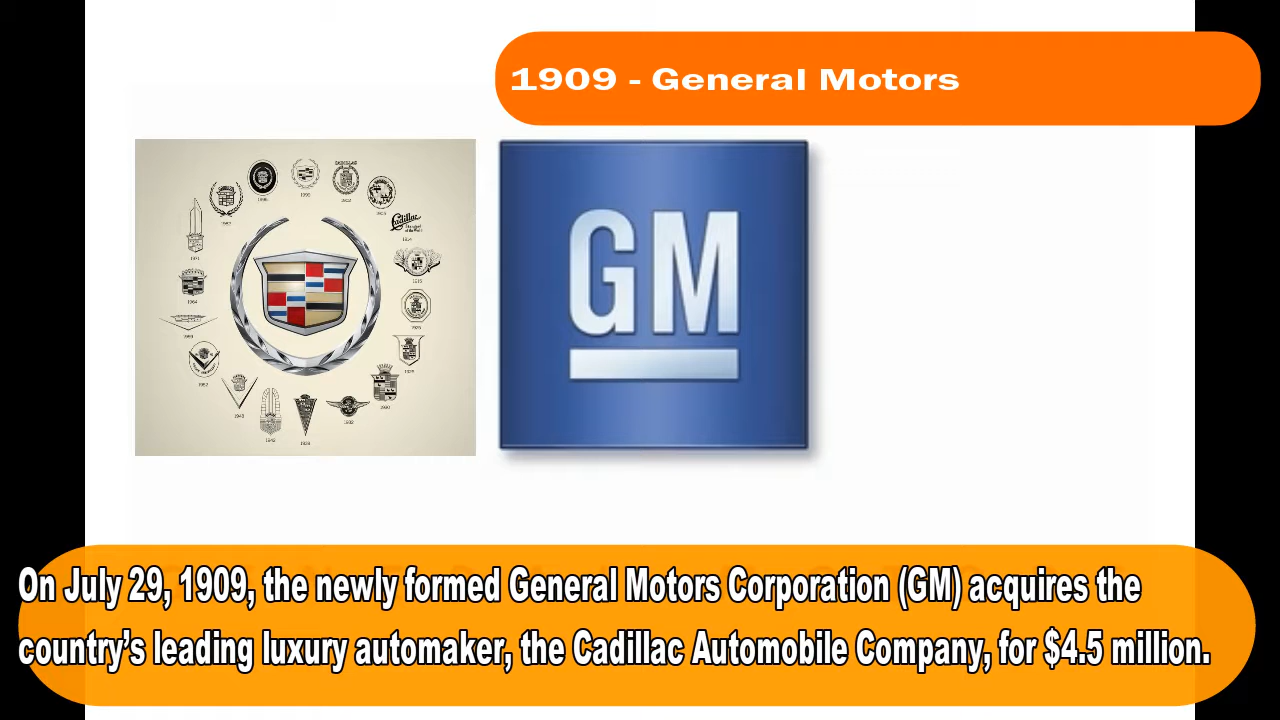 1909 - General Motors
Cadillac
GM
On July 29, 1909, the newly formed General Motors Corporation (GM) acquires the
country’s leading luxury automaker, the Cadillac Automobile Company, for $4.5 million.